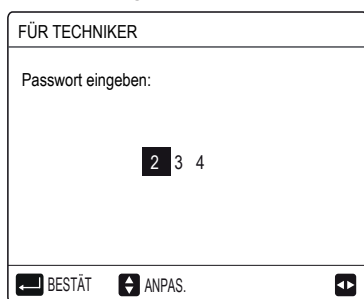 FÜR TECHNIKER
Passwort eingeben:
2 3 4
BESTÄT ANPAS.